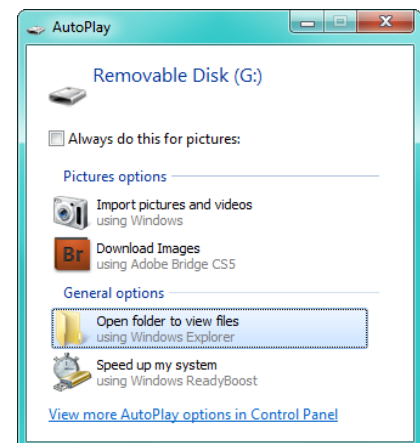 AutoPlay
Removable Disk (G:)
Always do this for pictures:
Pictures options
Import pictures and videos
using Windows
Br
Download Images
using Adobe Bridge CS5
General options
Open folder to view files
using Windows Explorer
Speed up my system
using Windows ReadyBoost
View more AutoPlay options in Control Panel